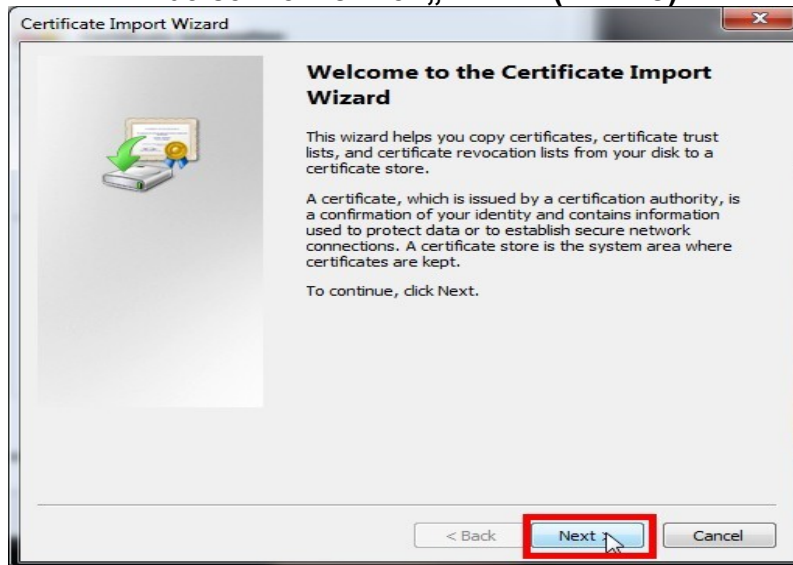 Certificate Import Wizard
Welcome to the Certificate Import
Wizard
This wizard helps you copy certificates, certificate trust
lists, and certificate revocation lists from your disk to a
certificate store.
A certificate, which is issued by a certification authority, is
a confirmation of your identity and contains information
used to protect data or to establish secure network
connections. A certificate store is the system area where
certificates are kept.
To continue, click Next.
< Back
Next >
Cancel